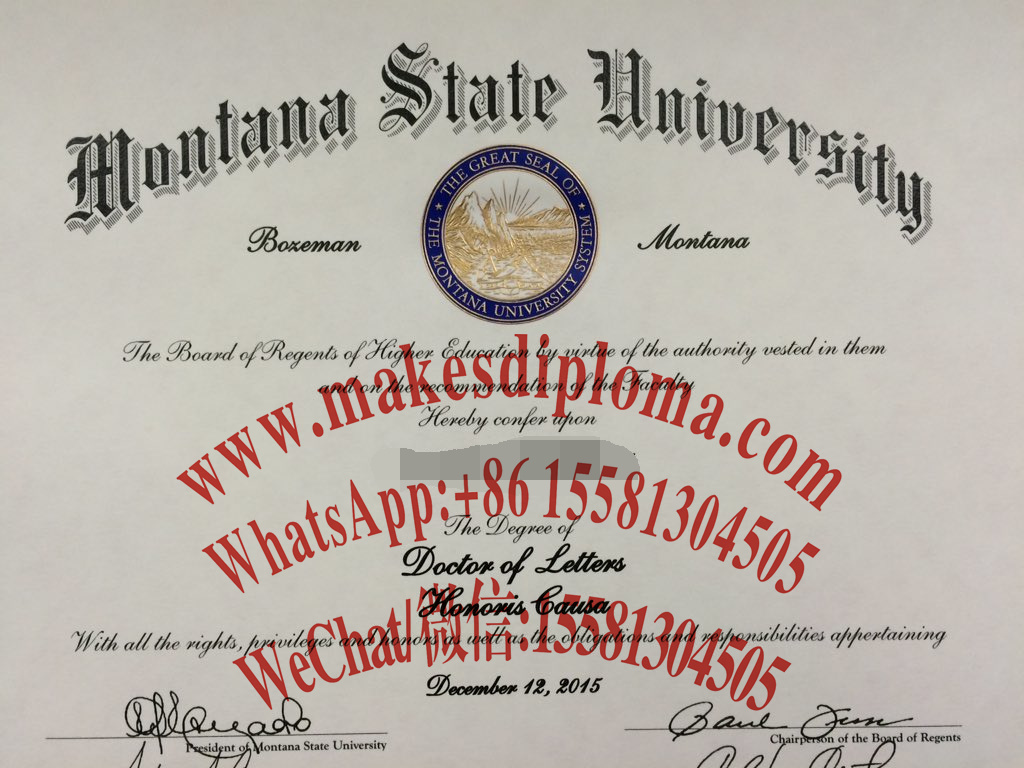 Montana State University
THE GREAT SEAL OF
THE MONTANA UNIVERSITY SYSTEM
Bozeman
Montana
The Board of Regents of Higher Education by virtue of the authority vested in them
and on the recommendation of the Faculty
Hereby confer upon
www.makesdiploma.com
WhatsApp:+86 15581304505
The Degree of
Doctor of Letters
Honoris Causa
WeChat/微信:15581304505
With all the rights, privileges and honors as well as the obligations and responsibilities appertaining
December 12, 2015
President of Montana State University
Chairperson of the Board of Regents